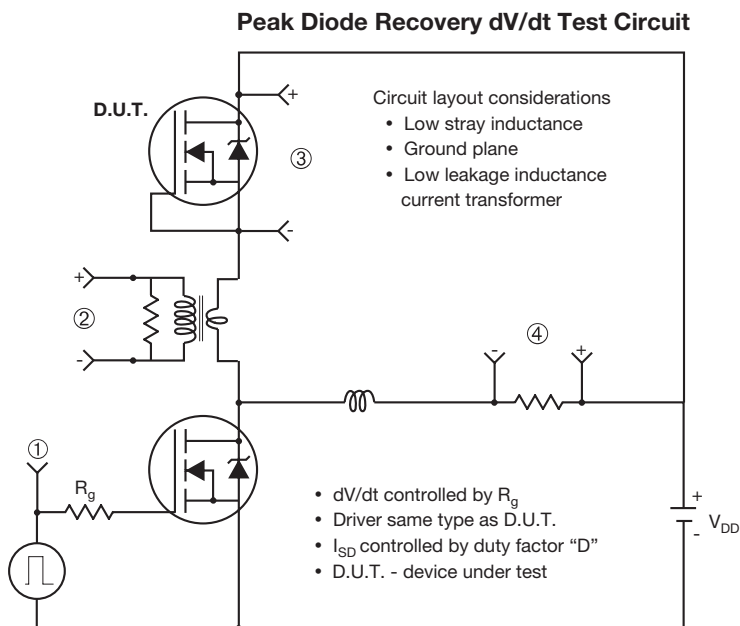 Peak Diode Recovery dV/dt Test Circuit
D.U.T.
+
③
-
Circuit layout considerations
• Low stray inductance
• Ground plane
• Low leakage inductance
current transformer
+
②
-
-
④
+
①
Rg
• dV/dt controlled by Rg
• Driver same type as D.U.T.
• ISD controlled by duty factor “D”
• D.U.T. - device under test
+
VDD
-